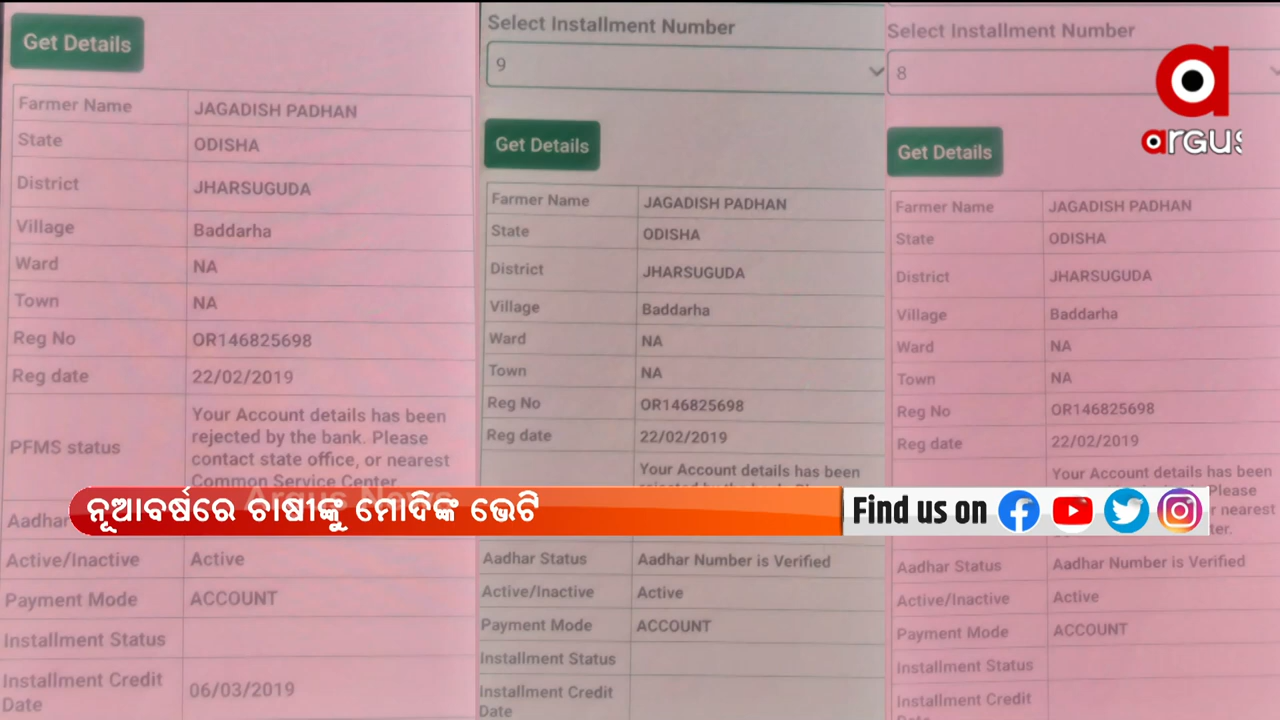 Get Details
Farmer Name JAGADISH PADHAN
State ODISHA
District JHARSUGUDA
Village Baddarha
Ward NA
Town NA
Reg No OR146825698
Reg date 22/02/2019
PFMS status Your Account details has been
rejected by the bank. Please
contact state office, or nearest
Common Service Center.
Aadhar
Active/Inactive Active
Payment Mode ACCOUNT
Installment Status
Installment Credit
Date 06/03/2019
Select Installment Number
9
Get Details
Farmer Name JAGADISH PADHAN
State ODISHA
District JHARSUGUDA
Village Baddarha
Ward NA
Town NA
Reg No OR146825698
Reg date 22/02/2019
Your Account details has been
Aadhar Status Aadhar Number is Verified
Active/Inactive Active
Payment Mode ACCOUNT
Installment Status
Installment Credit
Date
Select Installment Number
8
Get Details
Farmer Name JAGADISH PADHAN
State ODISHA
District JHARSUGUDA
Village Baddarha
Ward NA
Town NA
Reg No OR146825698
Reg date 22/02/2019
Your Account details has been
Please
nearest
Aadhar Status Aadhar Number is Verified
Active/Inactive Active
Payment Mode ACCOUNT
Installment Status
Installment Credit
argus
Argus News
ନୂଆବର୍ଷରେ ଚାଷୀଙ୍କୁ ମୋଦିଙ୍କ ଭେଟି
Find us on